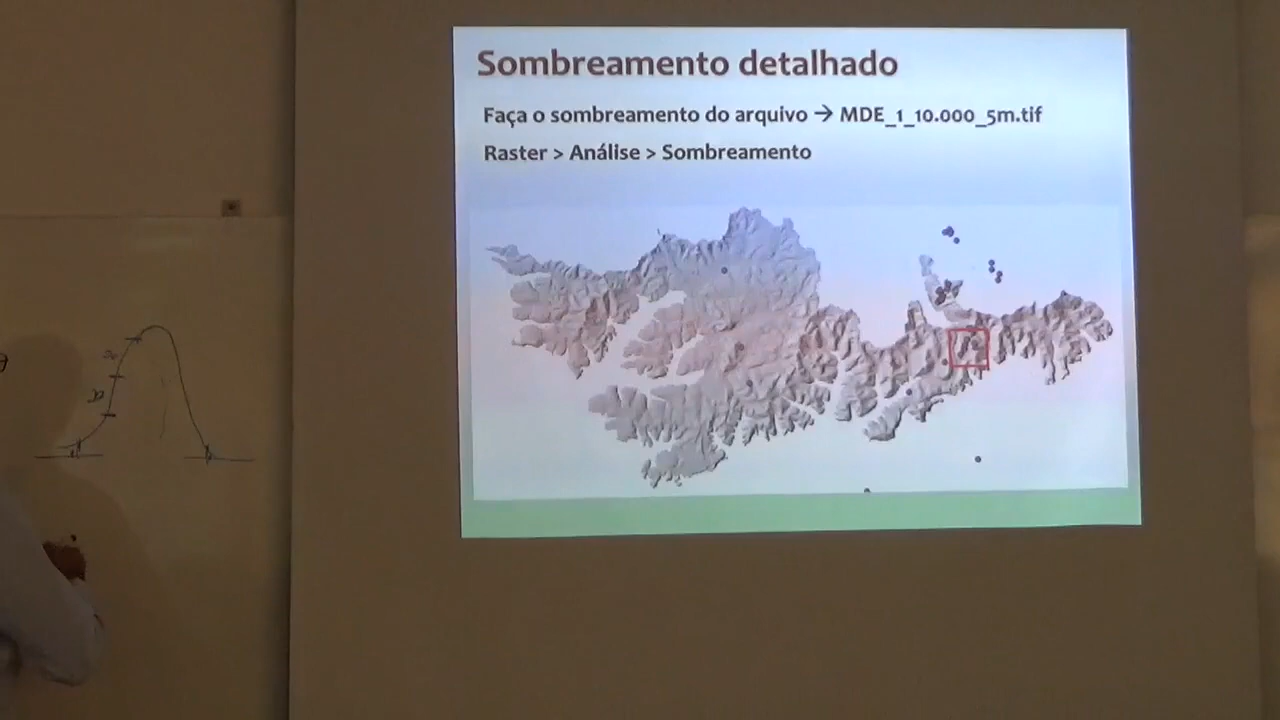 Sombreamento detalhado
Faça o sombreamento do arquivo → MDE_1_10.000_5m.tif
Raster > Análise > Sombreamento